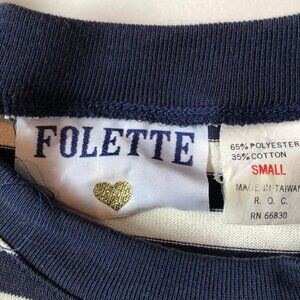 FOLETTE
65% POLYESTER
35% COTTON
SMALL
MADE IN TAIWAN
R. O. C.
RN 66830